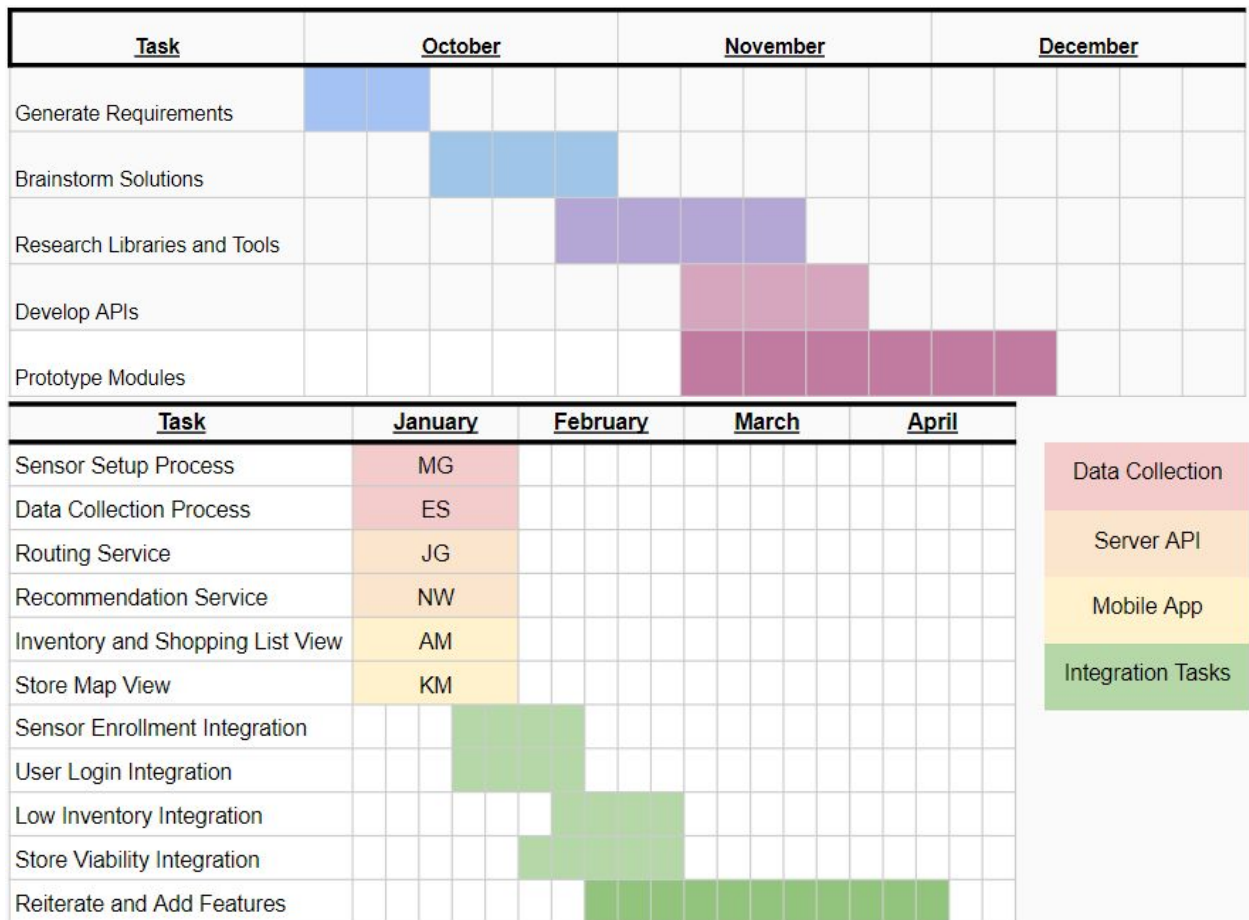 Task October November December
Generate Requirements
Brainstorm Solutions
Research Libraries and Tools
Develop APIs
Prototype Modules
Task January February March April
Sensor Setup Process MG
Data Collection Process ES
Routing Service JG
Recommendation Service NW
Inventory and Shopping List View AM
Store Map View KM
Sensor Enrollment Integration
User Login Integration
Low Inventory Integration
Store Viability Integration
Reiterate and Add Features
Data Collection
Server API
Mobile App
Integration Tasks